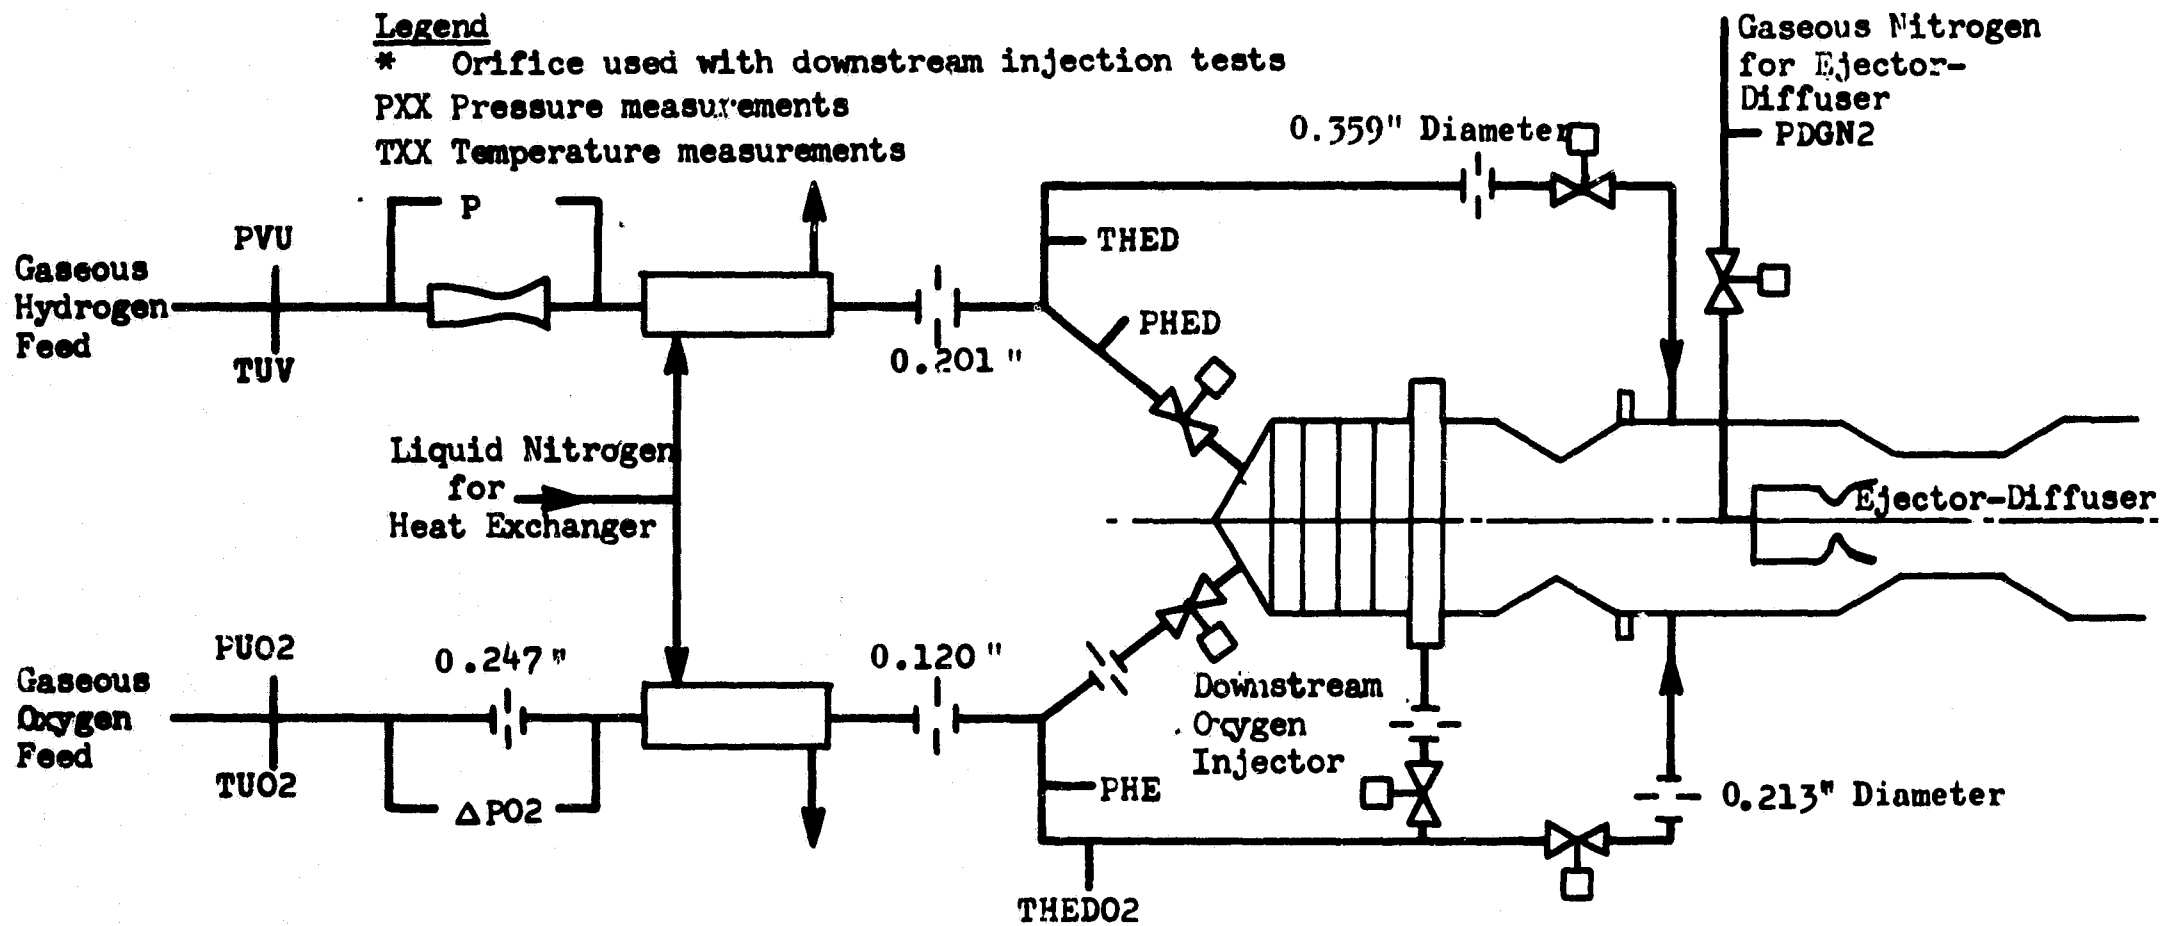 Legend
* Orifice used with downstream injection tests
PXX Pressure measurements
TXX Temperature measurements
Gaseous Nitrogen
for Ejector-
Diffuser
PDGN2
0.359" Diameter
P
PVU
THED
Gaseous
Hydrogen
Feed
PHED
TUV
0.201"
Liquid Nitrogen
for
Heat Exchanger
Ejector-Diffuser
PUO2
0.247"
0.120"
Gaseous
Oxygen
Feed
Downstream
Oxygen
Injector
TUO2
ΔPO2
PHE
0.213" Diameter
THEDO2